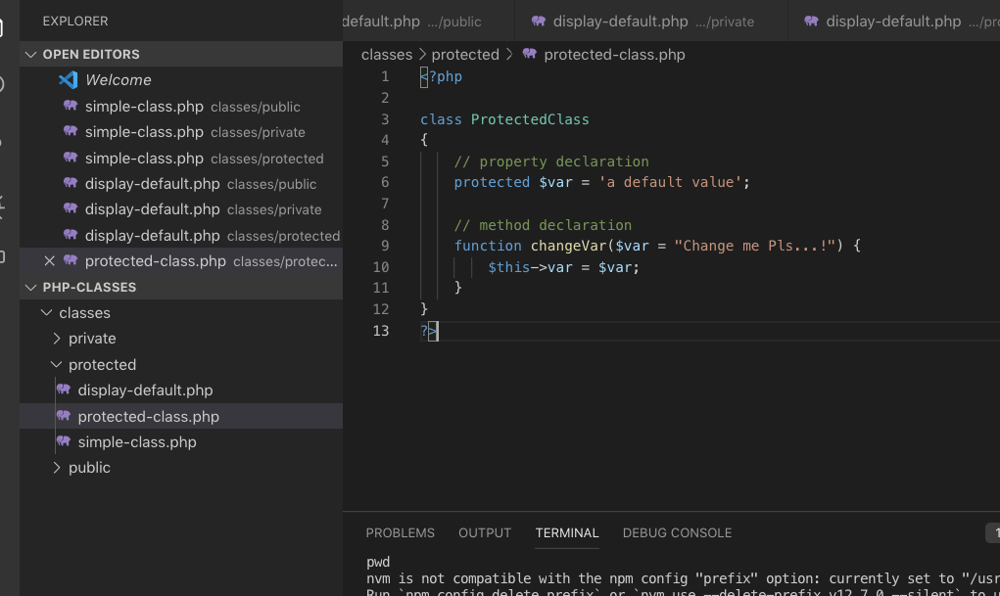 EXPLORER
OPEN EDITORS
Welcome
simple-class.php classes/public
simple-class.php classes/private
simple-class.php classes/protected
display-default.php classes/public
display-default.php classes/private
display-default.php classes/protected
protected-class.php classes/protec...
PHP-CLASSES
classes
private
protected
display-default.php
protected-class.php
simple-class.php
public
default.php .../public
display-default.php .../private
display-default.php .../pro
classes > protected > protected-class.php
1 <?php
2
3 class ProtectedClass
4 {
5 // property declaration
6 protected $var = 'a default value';
7
8 // method declaration
9 function changeVar($var = "Change me Pls...!") {
10 $this->var = $var;
11 }
12 }
13 ?>
PROBLEMS OUTPUT TERMINAL DEBUG CONSOLE 1
pwd
nvm is not compatible with the npm config "prefix" option: currently set to "/usr
Run `npm config delete prefix` or `nvm use --delete-prefix v12.7.0 --silent` to